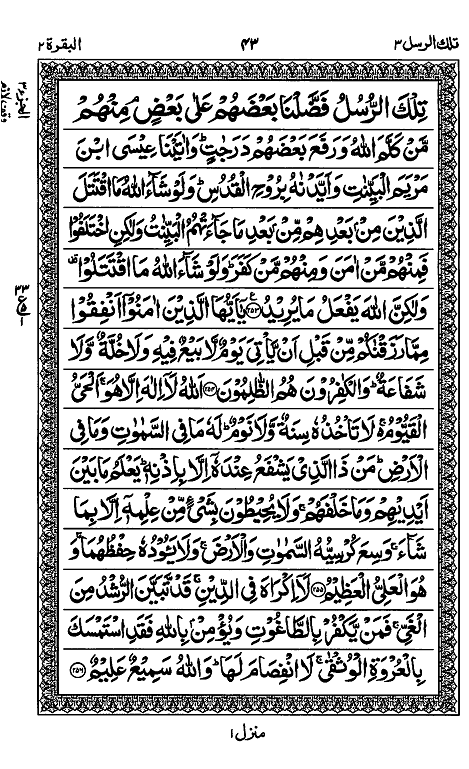 تلك الرسل ٣
٤٣
البقرة ٢
تِلْكَ الرُّسُلُ فَضَّلْنَا بَعْضَهُمْ عَلٰى بَعْضٍ ۘ مِنْهُمْ
مَّنْ كَلَّمَ اللّٰهُ وَرَفَعَ بَعْضَهُمْ دَرَجٰتٍ ؕ وَاٰتَيْنَا عِيْسَى ابْنَ
مَرْيَمَ الْبَيِّنٰتِ وَاَيَّدْنٰهُ بِرُوْحِ الْقُدُسِ ؕ وَلَوْ شَآءَ اللّٰهُ مَا اقْتَتَلَ
الَّذِيْنَ مِنْۢ بَعْدِهِمْ مِّنْۢ بَعْدِ مَا جَآءَتْهُمُ الْبَيِّنٰتُ وَلٰكِنِ اخْتَلَفُوْا
فَمِنْهُمْ مَّنْ اٰمَنَ وَمِنْهُمْ مَّنْ كَفَرَ ؕ وَلَوْ شَآءَ اللّٰهُ مَا اقْتَتَلُوْا ۟
وَلٰكِنَّ اللّٰهَ يَفْعَلُ مَا يُرِيْدُ ۧ ﴿٢٥٣﴾ يٰۤاَيُّهَا الَّذِيْنَ اٰمَنُوْۤا اَنْفِقُوْا
مِمَّا رَزَقْنٰكُمْ مِّنْ قَبْلِ اَنْ يَّاْتِيَ يَوْمٌ لَّا بَيْعٌ فِيْهِ وَلَا خُلَّةٌ وَّلَا
شَفَاعَةٌ ؕ وَالْكٰفِرُوْنَ هُمُ الظّٰلِمُوْنَ ﴿٢٥٤﴾ اَللّٰهُ لَاۤ اِلٰهَ اِلَّا هُوَ ۚ اَلْحَيُّ
الْقَيُّوْمُ ۚ لَا تَاْخُذُهٗ سِنَةٌ وَّلَا نَوْمٌ ؕ لَهٗ مَا فِي السَّمٰوٰتِ وَمَا فِي
الْاَرْضِ ؕ مَنْ ذَا الَّذِيْ يَشْفَعُ عِنْدَهٗۤ اِلَّا بِاِذْنِهٖ ؕ يَعْلَمُ مَا بَيْنَ
اَيْدِيْهِمْ وَمَا خَلْفَهُمْ ۚ وَلَا يُحِيْطُوْنَ بِشَيْءٍ مِّنْ عِلْمِهٖۤ اِلَّا بِمَا
شَآءَ ۚ وَسِعَ كُرْسِيُّهُ السَّمٰوٰتِ وَالْاَرْضَ ۚ وَلَا يَـُٔوْدُهٗ حِفْظُهُمَا ۚ وَ
هُوَ الْعَلِيُّ الْعَظِيْمُ ﴿٢٥٥﴾ لَاۤ اِكْرَاهَ فِي الدِّيْنِ ۙ قَدْ تَّبَيَّنَ الرُّشْدُ مِنَ
الْغَيِّ ۚ فَمَنْ يَّكْفُرْ بِالطَّاغُوْتِ وَيُؤْمِنْۢ بِاللّٰهِ فَقَدِ اسْتَمْسَكَ
بِالْعُرْوَةِ الْوُثْقٰى ۗ لَا انْفِصَامَ لَهَا ؕ وَاللّٰهُ سَمِيْعٌ عَلِيْمٌ ﴿٢٥٦﴾
الجزء ٣
وقف لازم
منزل ١